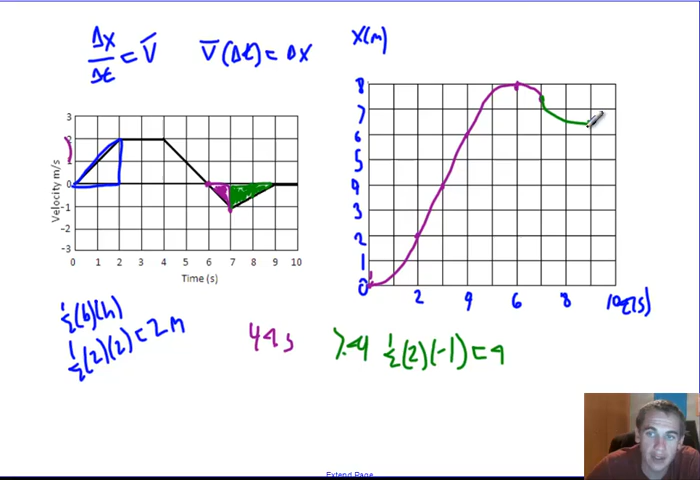 Δx/Δt = V̄
V̄(Δt) = Δx
x(m)
Velocity m/s
3
2
1
0
-1
-2
-3
0 1 2 3 4 5 6 7 8 9 10
Time (s)
8
7
6
5
4
3
2
1
0
2 4 6 8 10 t(s)
½(b)(h)
½(2)(2) = 2m
½(2)(-1) =
Extend Page